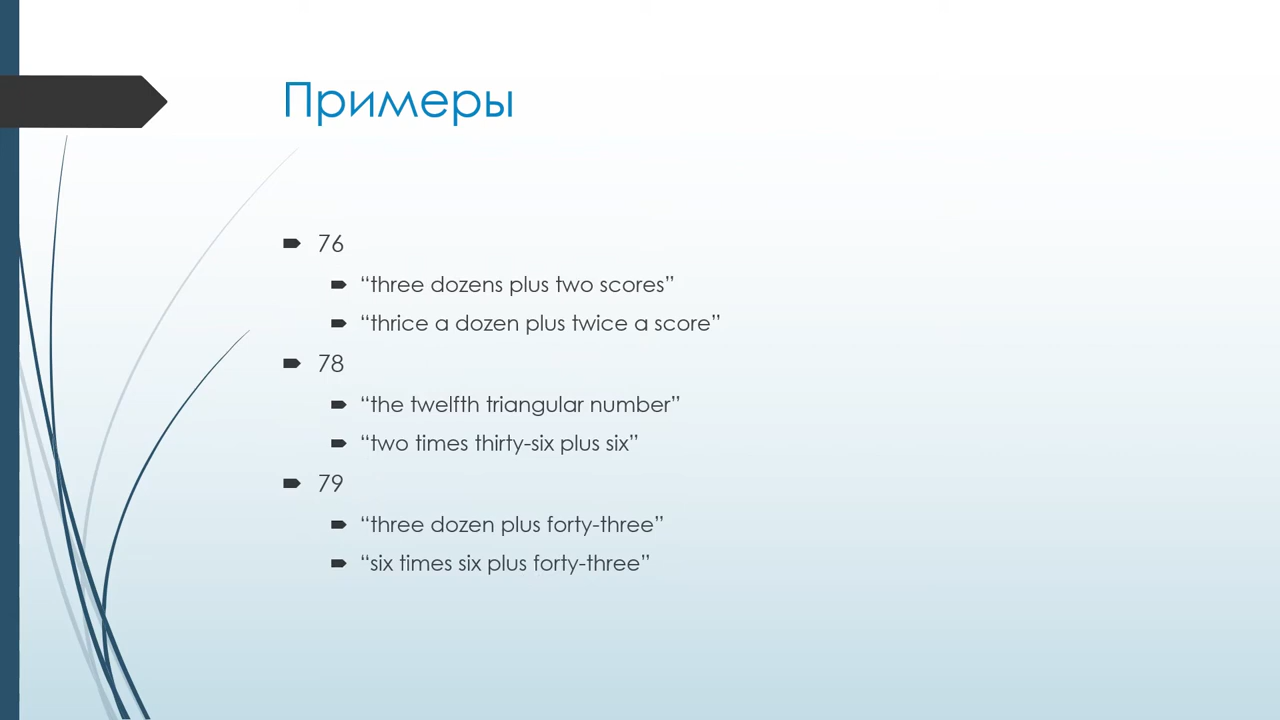 Примеры
76
“three dozens plus two scores”
“thrice a dozen plus twice a score”
78
“the twelfth triangular number”
“two times thirty-six plus six”
79
“three dozen plus forty-three”
“six times six plus forty-three”